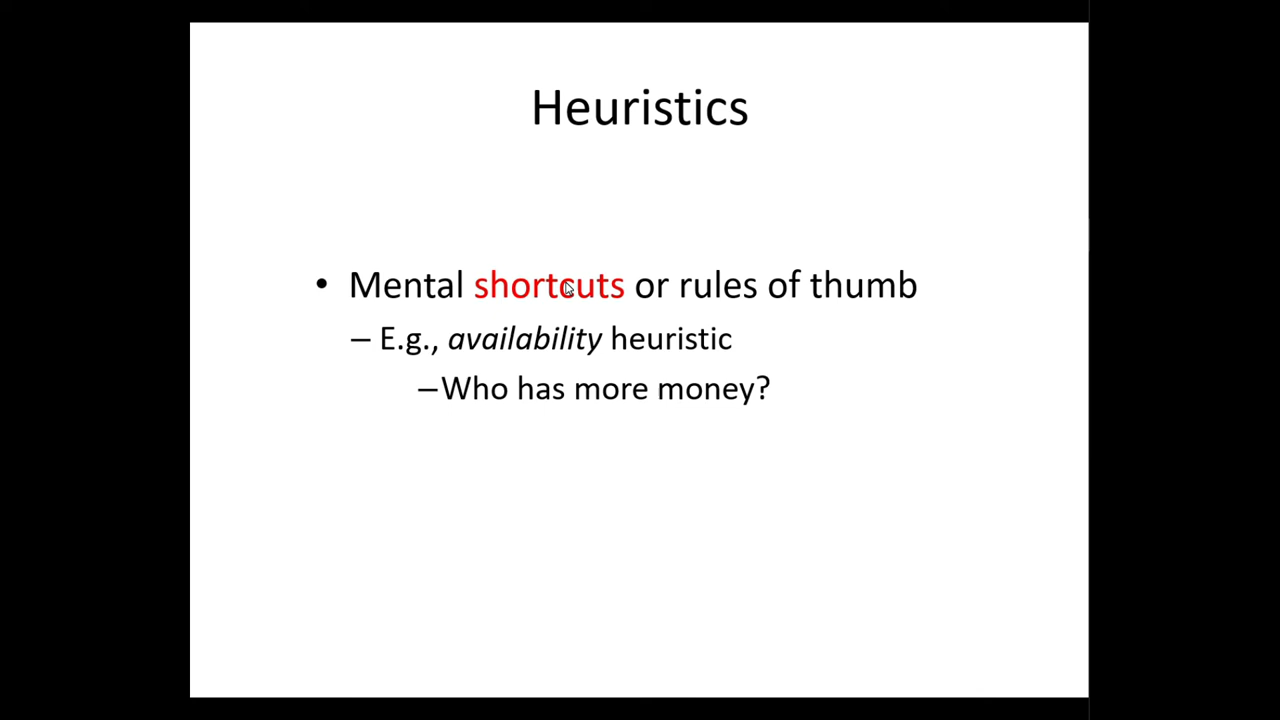 Heuristics
• Mental shortcuts or rules of thumb
– E.g., availability heuristic
–Who has more money?